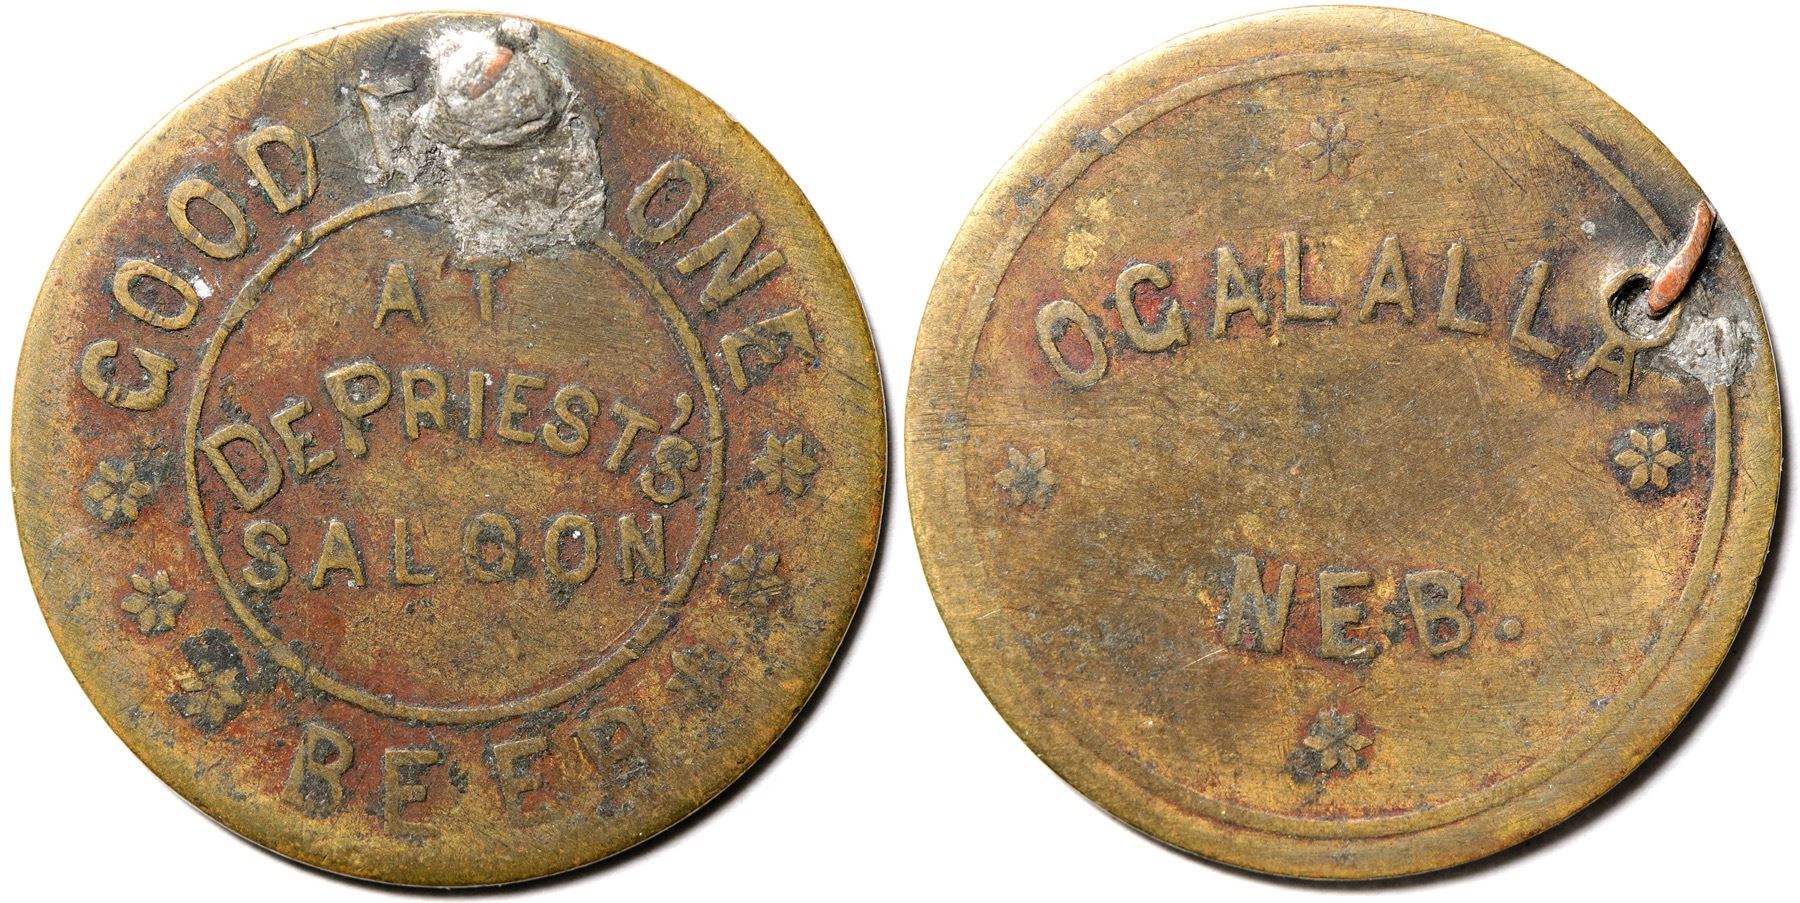 GOOD ONE
AT
DEPRIEST'S
SALOON
BEER
OGALALLA
NEB.